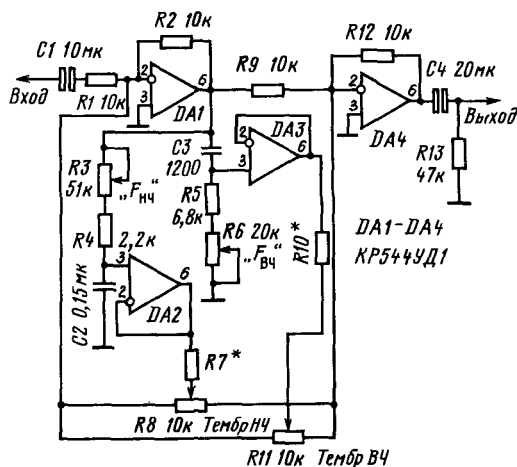 R2 10к
R12 10к
C1 10мк
2
6
R9 10к
2
6
C4 20мк
Вход
R1 10к
3
DA1
3
DA4
Выход
C3
1200
2
DA3
6
3
R13
47к
R3
51к
„Fнч“
R5
6,8к
R6 20к
„Fвч“
R10*
DA1-DA4
КР544УД1
R4
2,2к
C2 0,15мк
3
6
2
DA2
R7*
R8 10к Тембр НЧ
R11 10к Тембр ВЧ